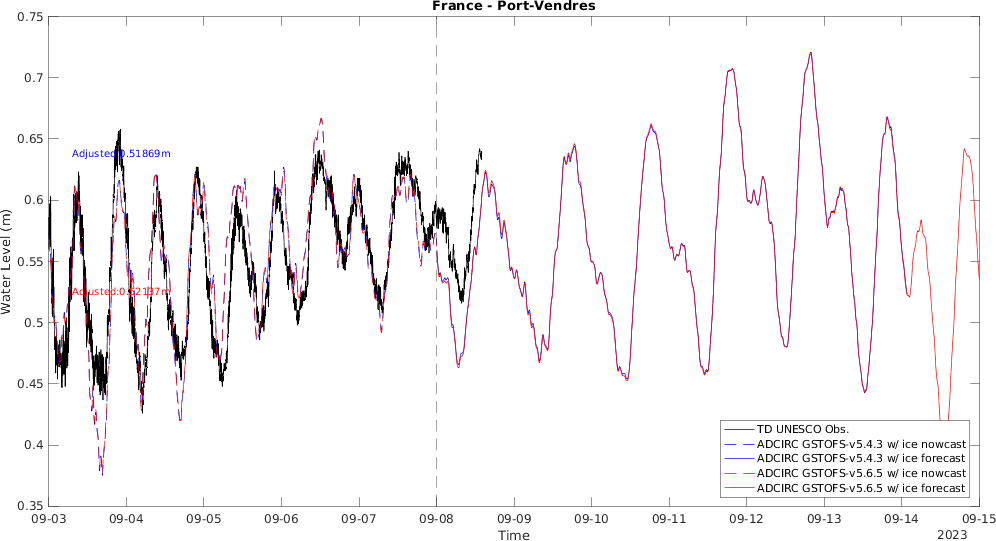 France - Port-Vendres
0.75
0.7
0.65
0.6
0.55
0.5
0.45
0.4
0.35
Water Level (m)
Adjusted:0.51869m
Adjusted:0.52137m
TD UNESCO Obs.
ADCIRC GSTOFS-v5.4.3 w/ ice nowcast
ADCIRC GSTOFS-v5.4.3 w/ ice forecast
ADCIRC GSTOFS-v5.6.5 w/ ice nowcast
ADCIRC GSTOFS-v5.6.5 w/ ice forecast
09-03 09-04 09-05 09-06 09-07 09-08 09-09 09-10 09-11 09-12 09-13 09-14 09-15
Time
2023